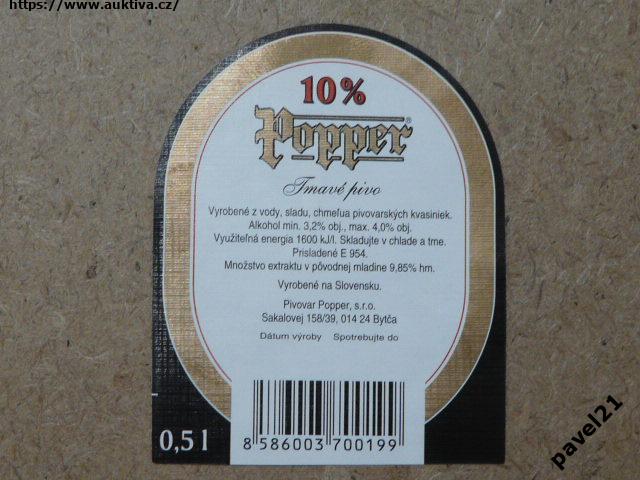 https://www.auktiva.cz/
10%
Popper®
Tmavé pivo
Vyrobené z vody, sladu, chmeľua pivovarských kvasiniek.
Alkohol min. 3,2% obj., max. 4,0% obj.
Využiteľná energia 1600 kJ/l. Skladujte v chlade a tme.
Prisladené E 954.
Množstvo extraktu v pôvodnej mladine 9,85% hm.
Vyrobené na Slovensku.
Pivovar Popper, s.r.o.
Sakalovej 158/39, 014 24 Bytča
Dátum výroby Spotrebujte do
0,5 l
8 586003 700199
pavel21